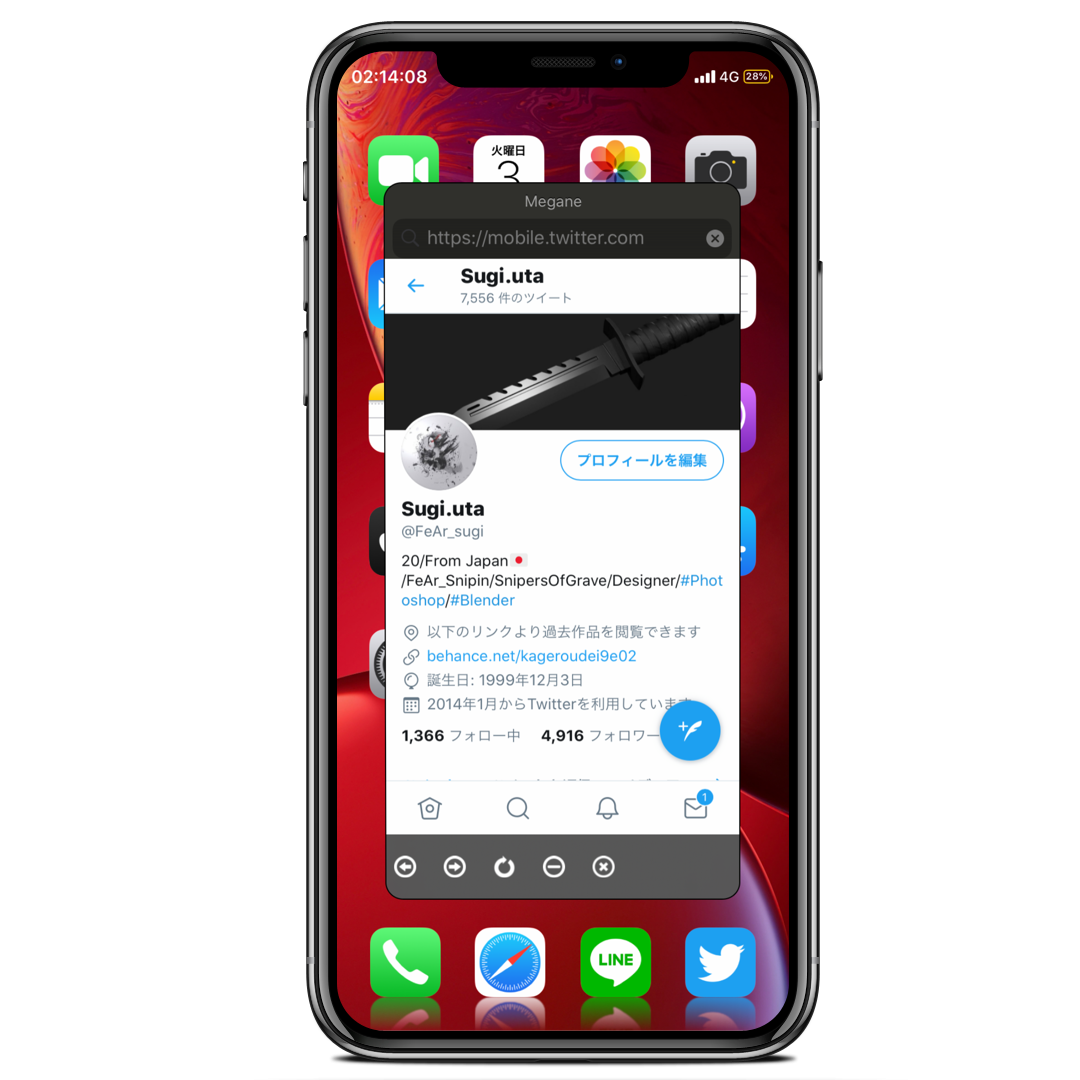 02:14:08
4G 28%
火曜日
3
Megane
https://mobile.twitter.com
Sugi.uta
7,556 件のツイート
プロフィールを編集
Sugi.uta
@FeAr_sugi
20/From Japan🇯🇵
/FeAr_Snipin/SnipersOfGrave/Designer/#Phot
oshop/#Blender
以下のリンクより過去作品を閲覧できます
behance.net/kageroudei9e02
誕生日: 1999年12月3日
2014年1月からTwitterを利用しています
1,366 フォロー中 4,916 フォロワー
1
LINE